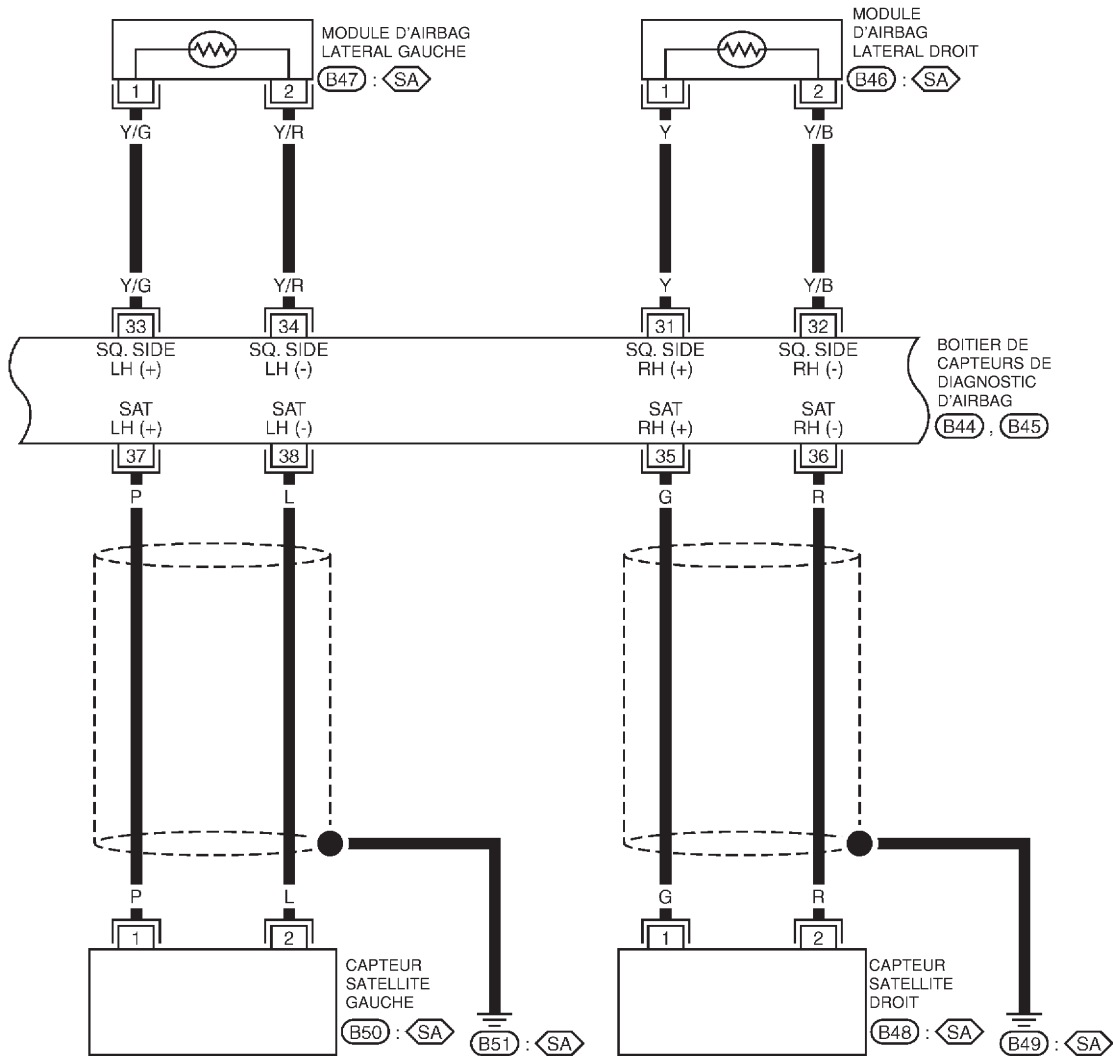 MODULE D'AIRBAG
LATERAL GAUCHE
B47 : SA
MODULE
D'AIRBAG
LATERAL DROIT
B46 : SA
1 2 1 2
Y/G Y/R Y Y/B
Y/G Y/R Y Y/B
33 34 31 32
SQ. SIDE LH (+)
SQ. SIDE LH (-)
SQ. SIDE RH (+)
SQ. SIDE RH (-)
BOITIER DE
CAPTEURS DE
DIAGNOSTIC
D'AIRBAG
B44 , B45
SAT LH (+)
SAT LH (-)
SAT RH (+)
SAT RH (-)
37 38 35 36
P L G R
P L G R
1 2 1 2
CAPTEUR
SATELLITE
GAUCHE
B50 : SA
B51 : SA
CAPTEUR
SATELLITE
DROIT
B48 : SA
B49 : SA